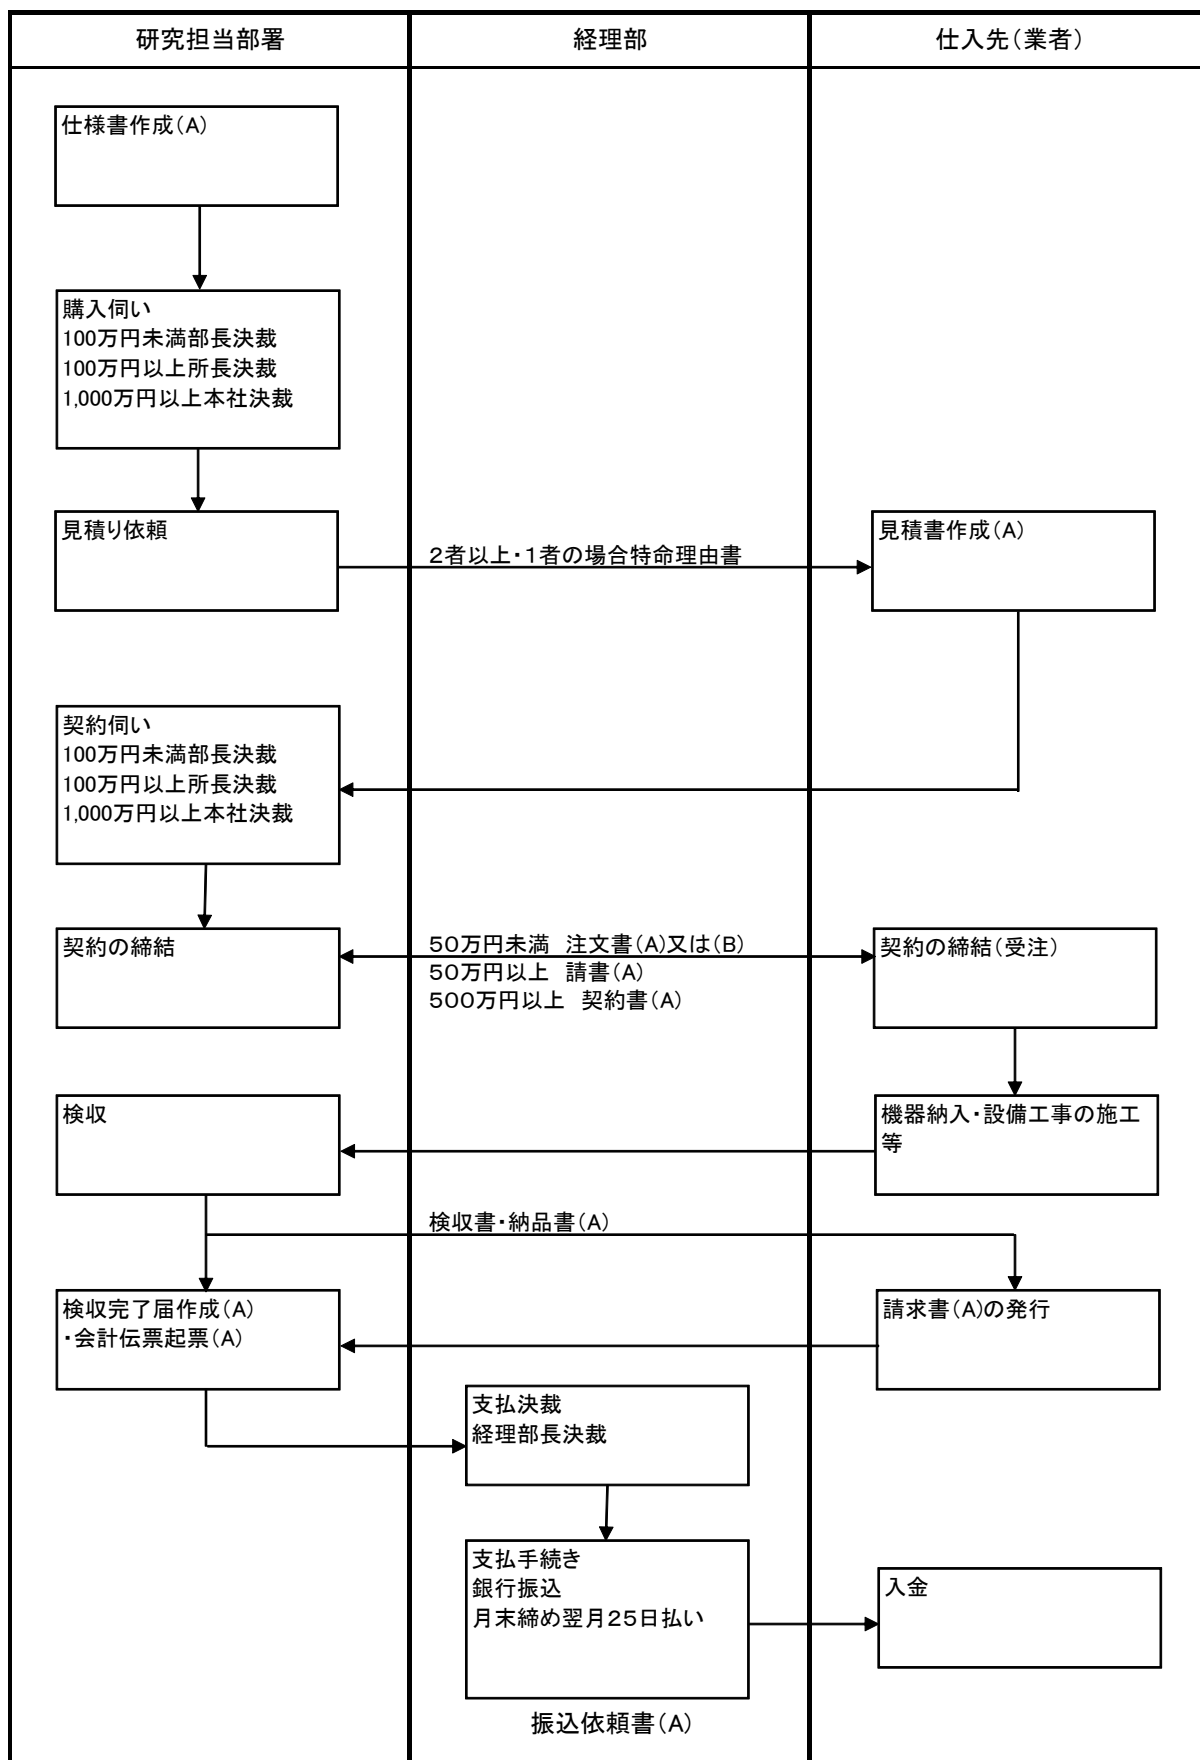 研究担当部署
経理部
仕入先(業者)
仕様書作成(A)
購入伺い
100万円未満部長決裁
100万円以上所長決裁
1,000万円以上本社決裁
見積り依頼
2者以上・1者の場合特命理由書
見積書作成(A)
契約伺い
100万円未満部長決裁
100万円以上所長決裁
1,000万円以上本社決裁
契約の締結
50万円未満 注文書(A)又は(B)
50万円以上 請書(A)
500万円以上 契約書(A)
契約の締結(受注)
検収
機器納入・設備工事の施工
等
検収書・納品書(A)
検収完了届作成(A)
・会計伝票起票(A)
請求書(A)の発行
支払決裁
経理部長決裁
支払手続き
銀行振込
月末締め翌月25日払い
入金
振込依頼書(A)